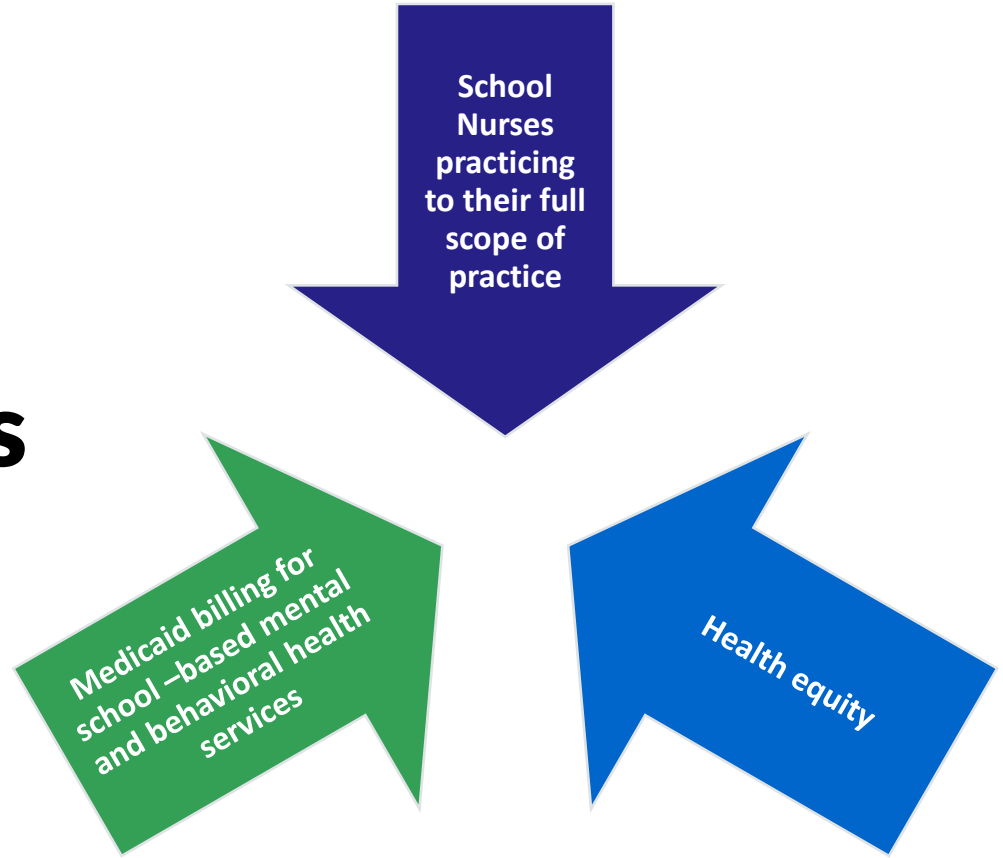 School
Nurses
practicing
to their full
scope of
practice
s
Medicaid billing for
school –based mental
and behavioral health
services
Health equity